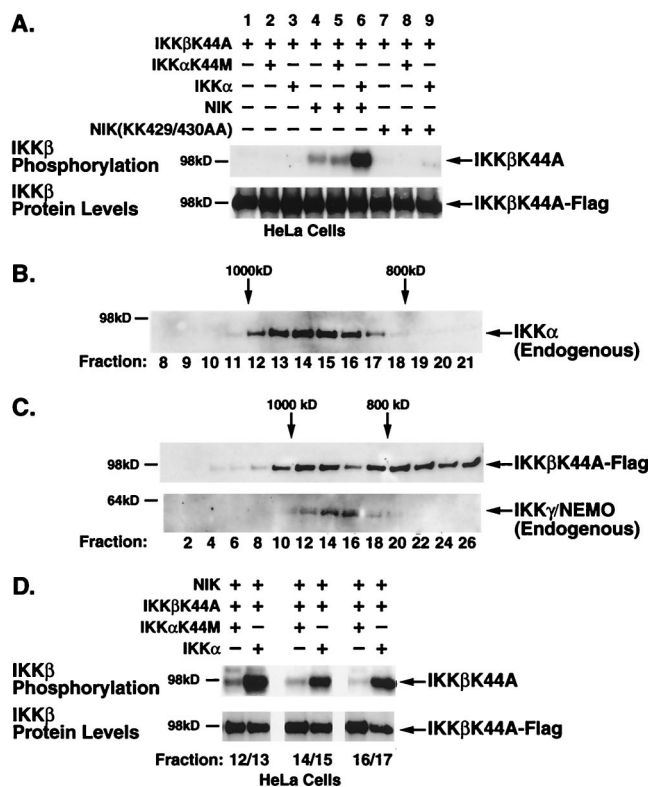 A.
1 2 3 4 5 6 7 8 9
IKKβK44A + + + + + + + + +
IKKαK44M – + – – + – – + –
IKKα – – + – – + – – +
NIK – – – + + + – – –
NIK(KK429/430AA) – – – – – – + + +
IKKβ Phosphorylation 98kD IKKβK44A
IKKβ Protein Levels 98kD IKKβK44A-Flag
HeLa Cells
B.
1000kD 800kD
98kD
IKKα
(Endogenous)
Fraction: 8 9 10 11 12 13 14 15 16 17 18 19 20 21
C.
1000 kD 800 kD
98kD IKKβK44A-Flag
64kD
IKKγ/NEMO
(Endogenous)
Fraction: 2 4 6 8 10 12 14 16 18 20 22 24 26
D.
NIK + + + + + +
IKKβK44A + + + + + +
IKKαK44M + – + – + –
IKKα – + – + – +
IKKβ Phosphorylation 98kD IKKβK44A
IKKβ Protein Levels 98kD IKKβK44A-Flag
Fraction: 12/13 14/15 16/17
HeLa Cells